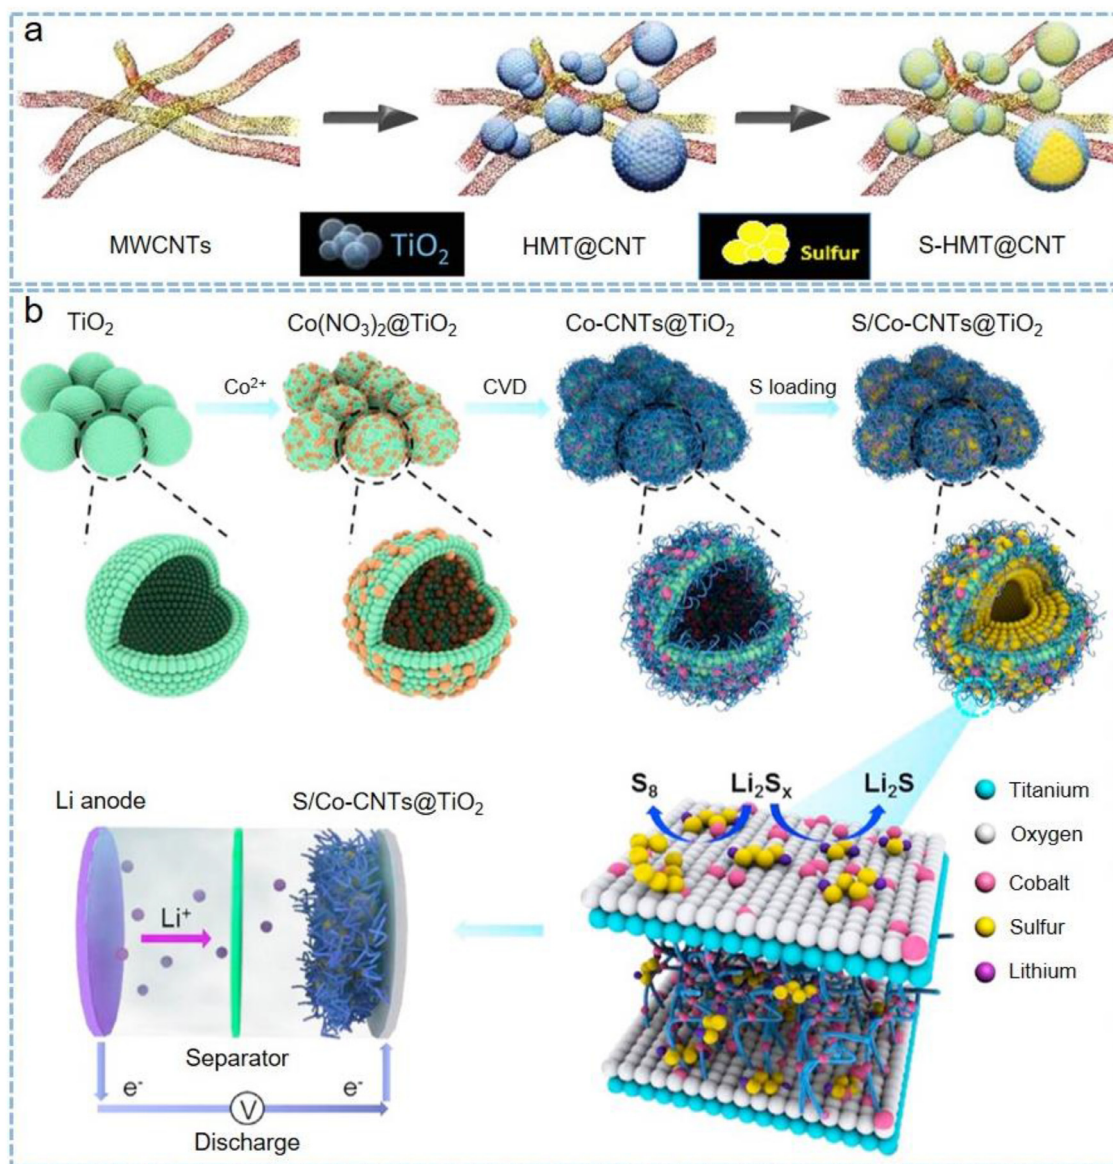 a
MWCNTs
TiO₂
HMT@CNT
Sulfur
S-HMT@CNT
b
TiO₂
Co(NO₃)₂@TiO₂
Co-CNTs@TiO₂
S/Co-CNTs@TiO₂
Co²⁺
CVD
S loading
Li anode
S/Co-CNTs@TiO₂
Li⁺
Separator
e⁻
e⁻
V
Discharge
S₈
Li₂Sₓ
Li₂S
Titanium
Oxygen
Cobalt
Sulfur
Lithium